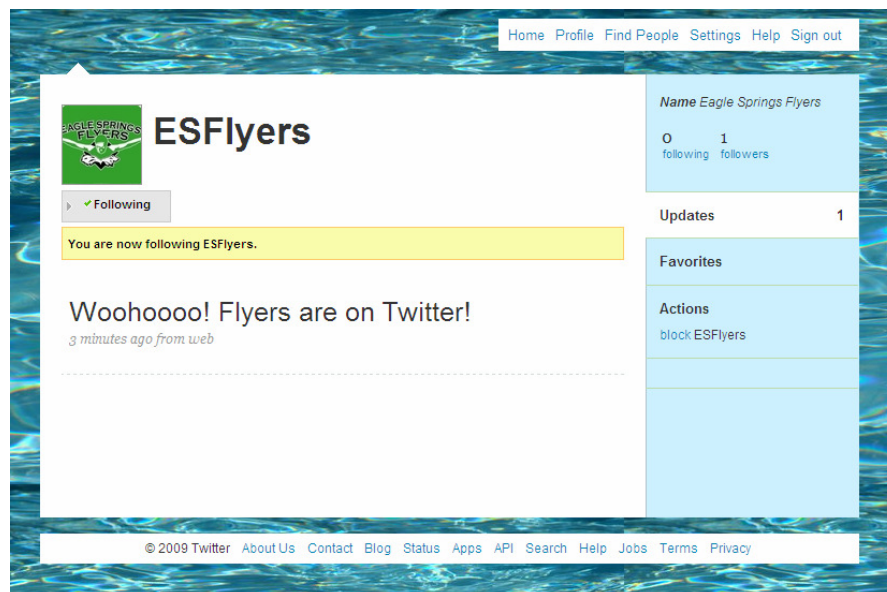 Home Profile Find People Settings Help Sign out
EAGLE SPRINGS
FLYERS
ESFlyers
Following
You are now following ESFlyers.
Woohoooo! Flyers are on Twitter!
3 minutes ago from web
Name Eagle Springs Flyers
0 1
following followers
Updates 1
Favorites
Actions
block ESFlyers
© 2009 Twitter About Us Contact Blog Status Apps API Search Help Jobs Terms Privacy